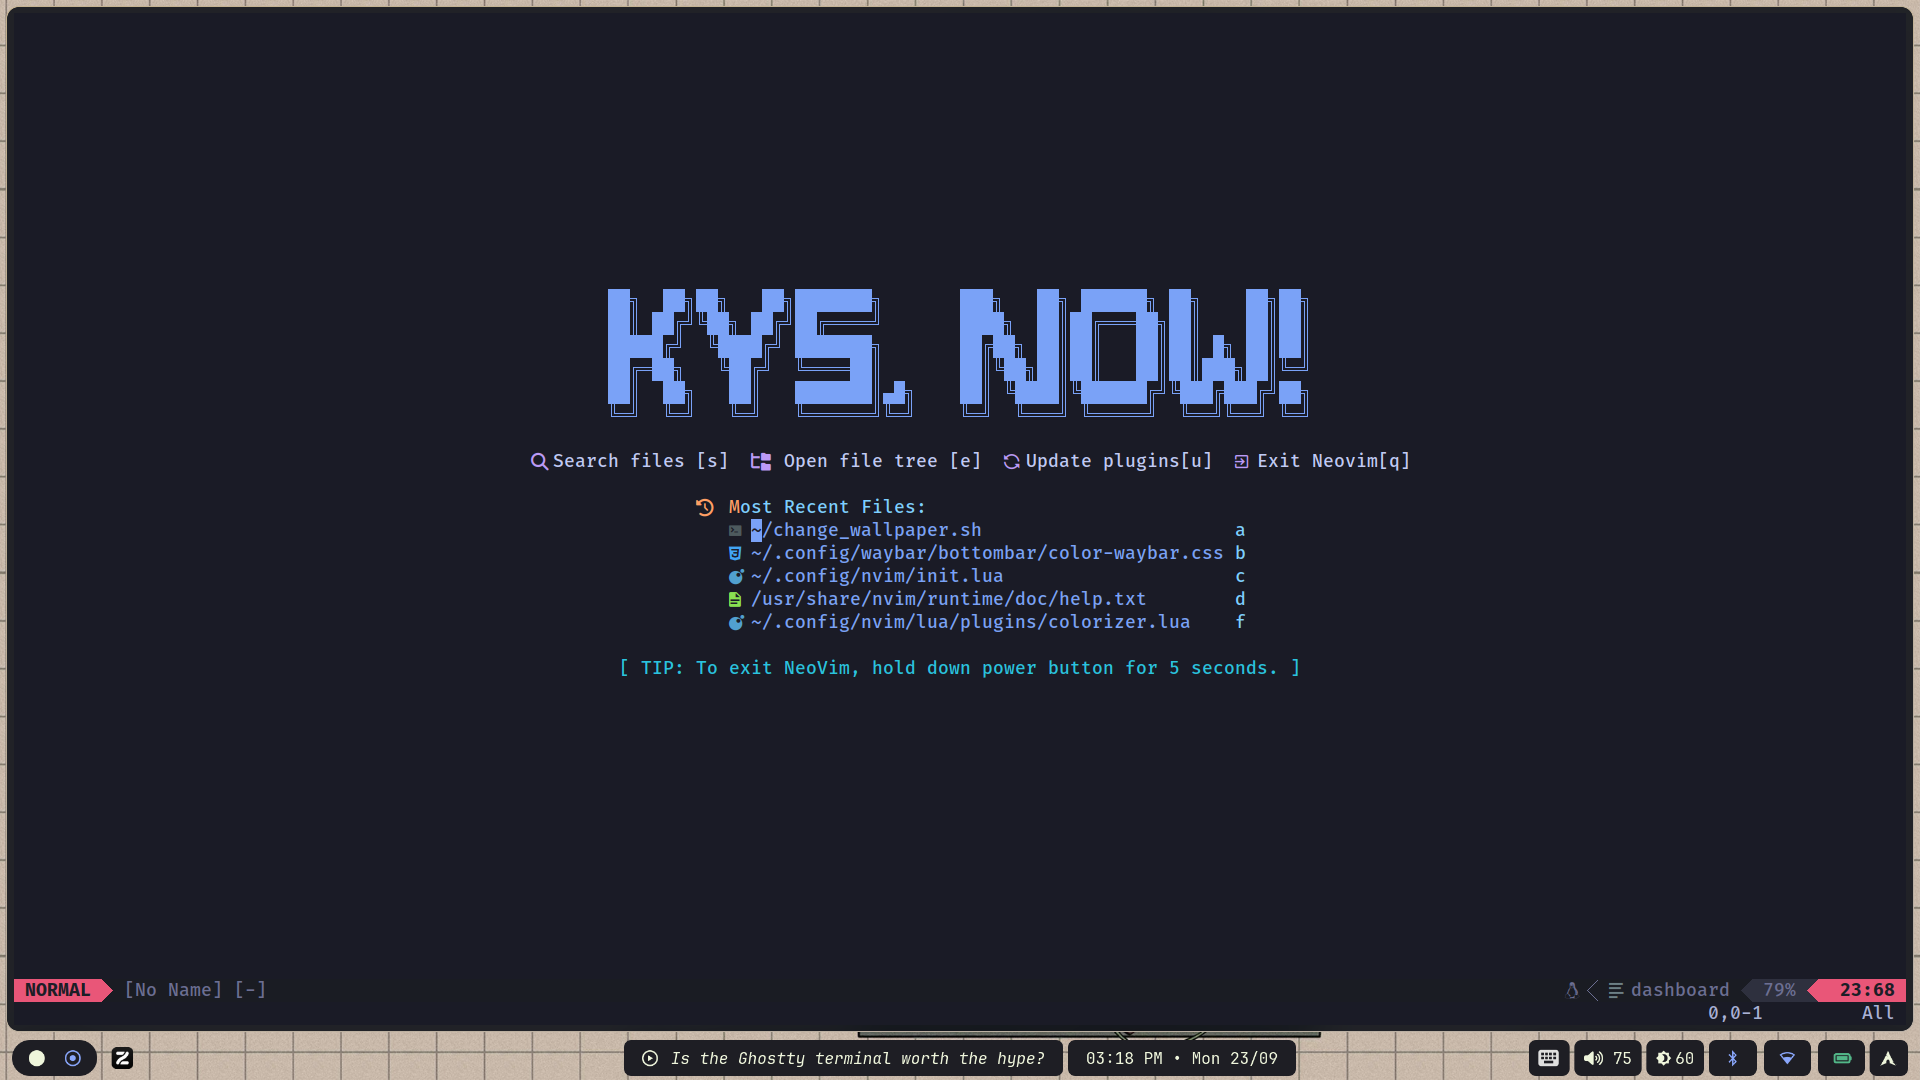 KYS, NOW!
Search files [s] Open file tree [e] Update plugins[u] Exit Neovim[q]
Most Recent Files:
~/change_wallpaper.sh a
~/.config/waybar/bottombar/color-waybar.css b
~/.config/nvim/init.lua c
/usr/share/nvim/runtime/doc/help.txt d
~/.config/nvim/lua/plugins/colorizer.lua f
[ TIP: To exit NeoVim, hold down power button for 5 seconds. ]
NORMAL [No Name] [-] dashboard 79% 23:68
0,0-1 All
Is the Ghostty terminal worth the hype? 03:18 PM • Mon 23/09 75 60